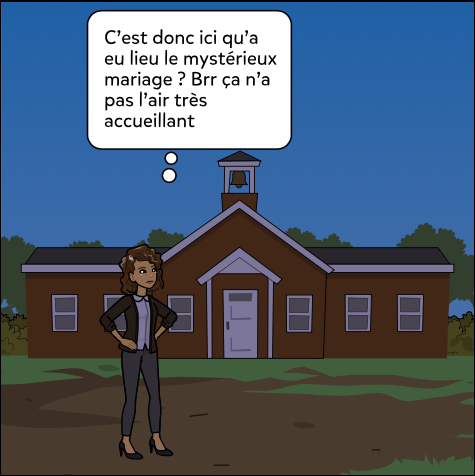 C’est donc ici qu’a
eu lieu le mystérieux
mariage ? Brr ça n’a
pas l’air très
accueillant